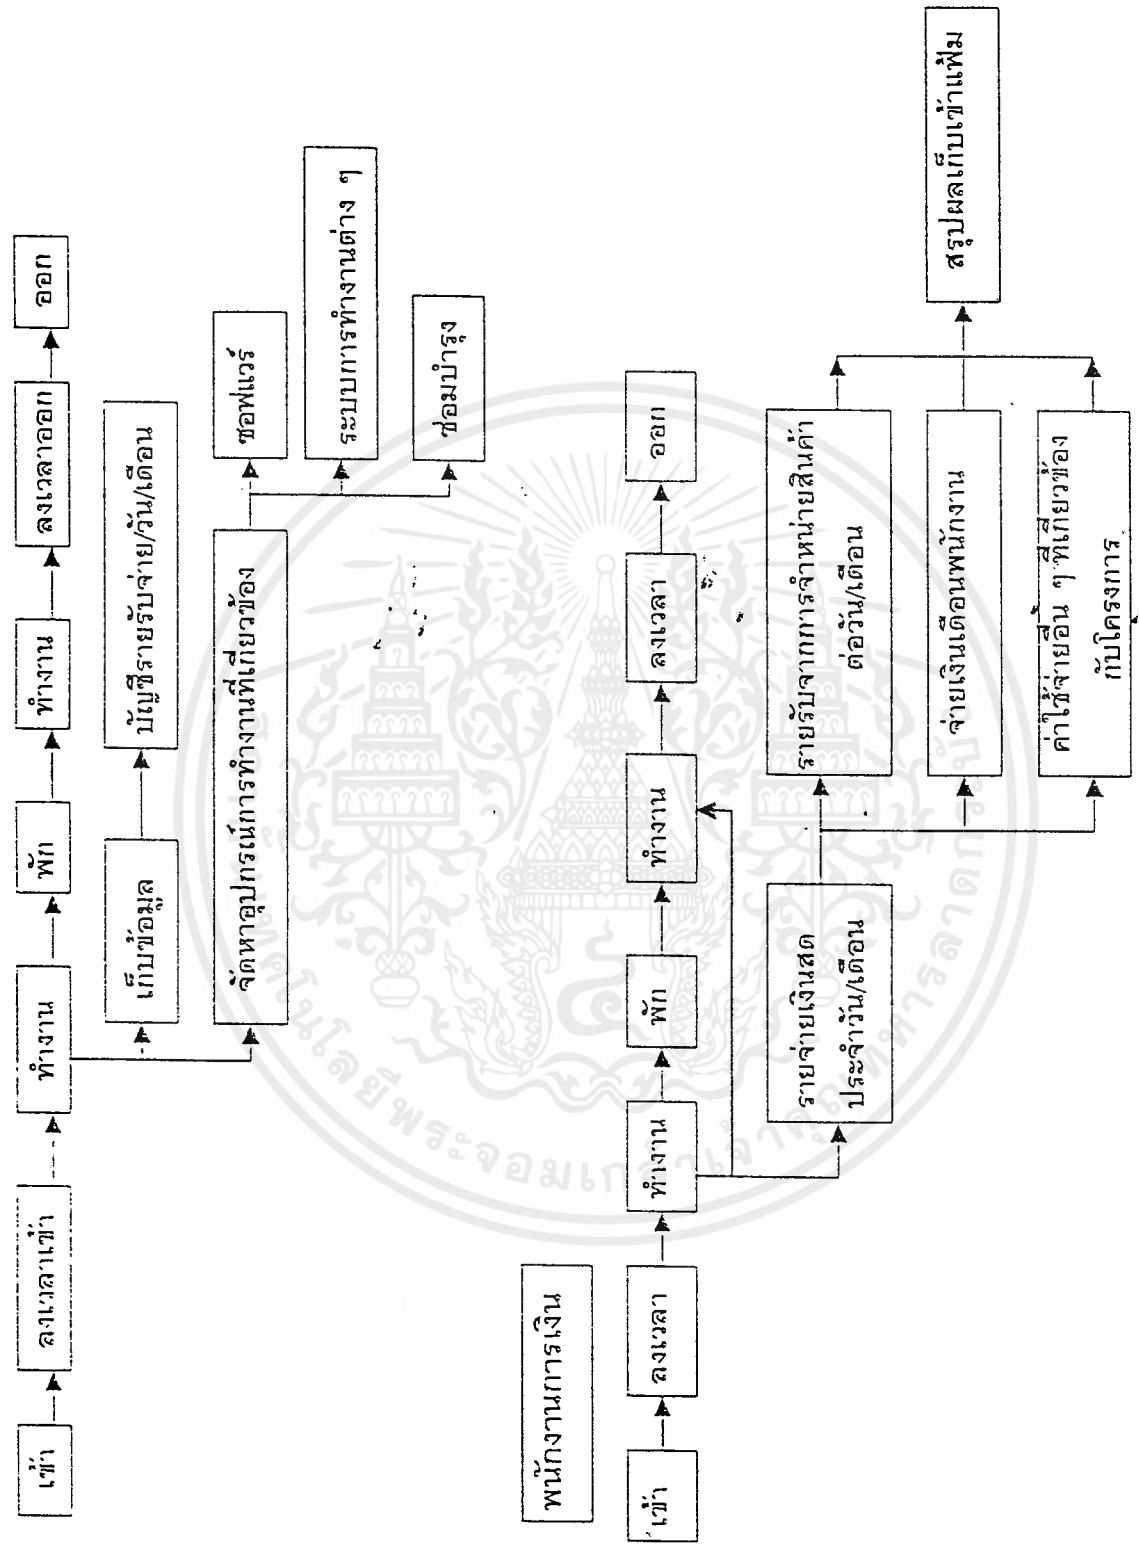 เข้า
ลงเวลาเข้า
ทำงาน
พัก
ทำงาน
ลงเวลาออก
ออก
เก็บข้อมูล
บัญชีรายรับจ่าย/วัน/เดือน
จัดหาอุปกรณ์การทำงานที่เกี่ยวข้อง
ซอฟแวร์
ระบบการทำงานต่าง ๆ
ซ่อมบำรุง
พนักงานการเงิน
เข้า
ลงเวลา
ทำงาน
พัก
ทำงาน
ลงเวลา
ออก
รายจ่ายเงินสด
ประจำวัน/เดือน
รายรับจากการจำหน่ายสินค้า
ต่อวัน/เดือน
จ่ายเงินเดือนพนักงาน
ค่าใช้จ่ายอื่น ๆ ที่เกี่ยวข้อง
กับโครงการ
สรุปผลเก็บเข้าแฟ้ม